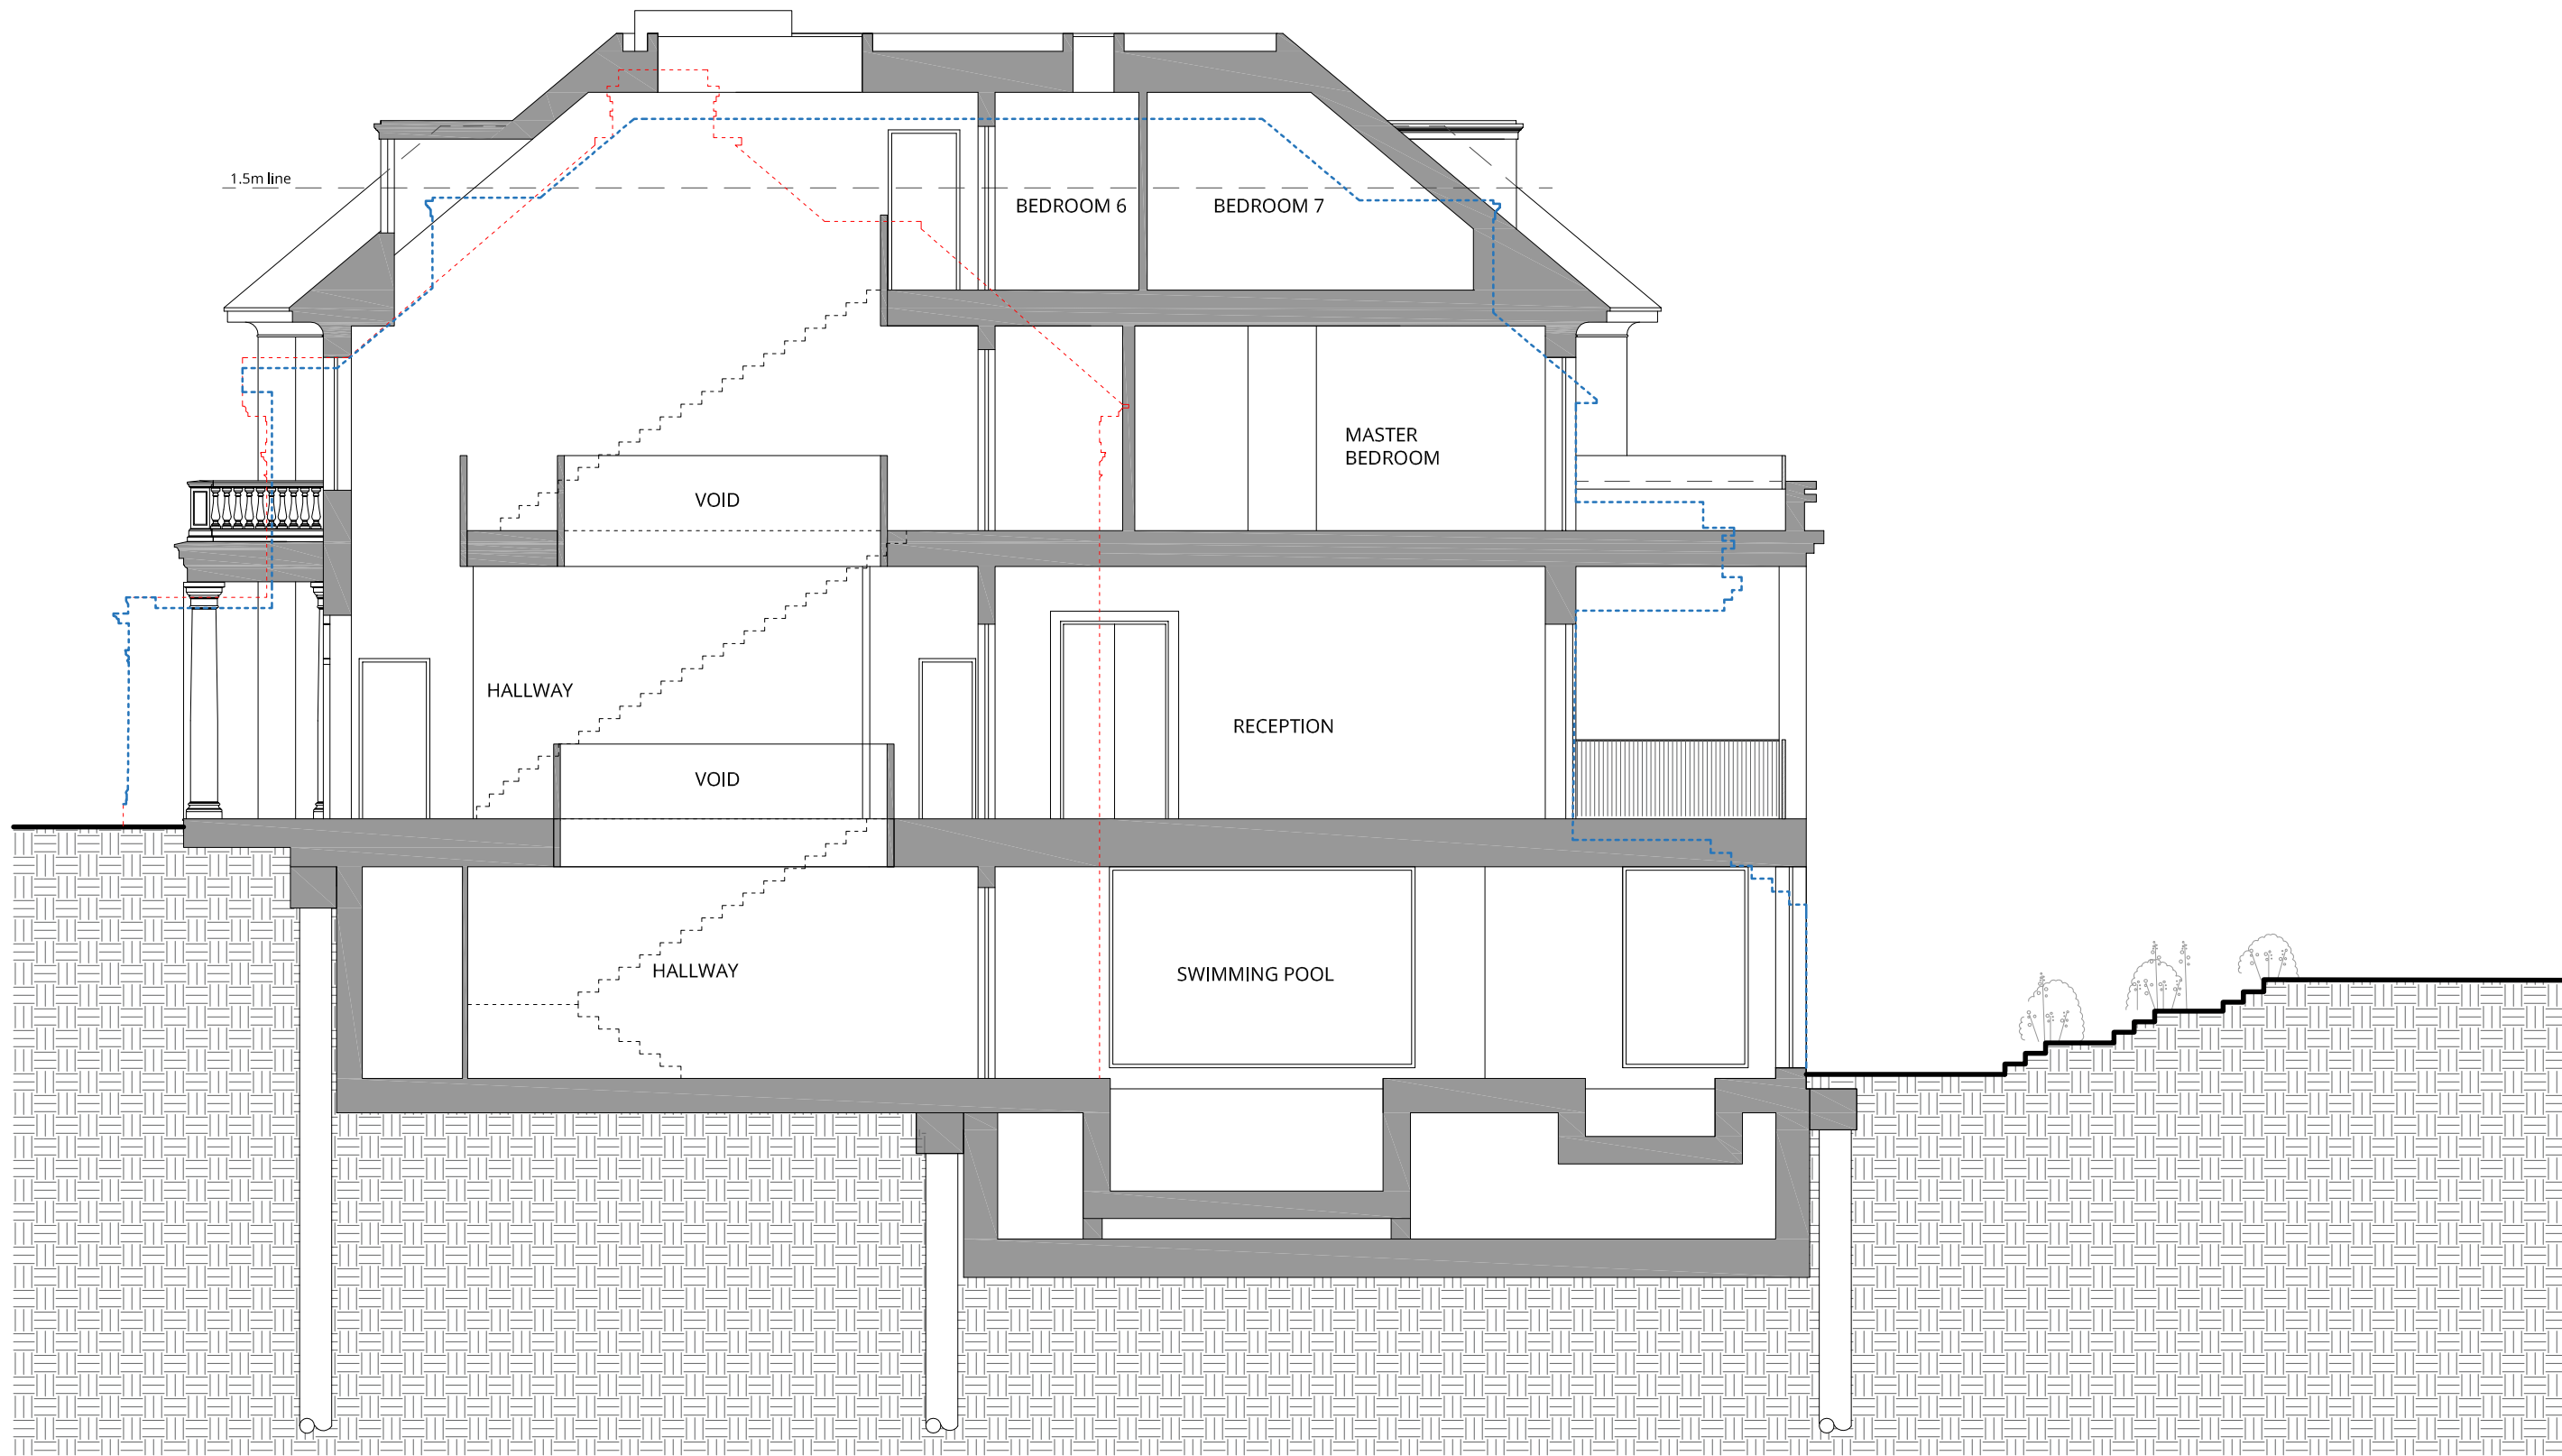 1.5m line
BEDROOM 6
BEDROOM 7
MASTER
BEDROOM
VOID
HALLWAY
RECEPTION
VOID
HALLWAY
SWIMMING POOL